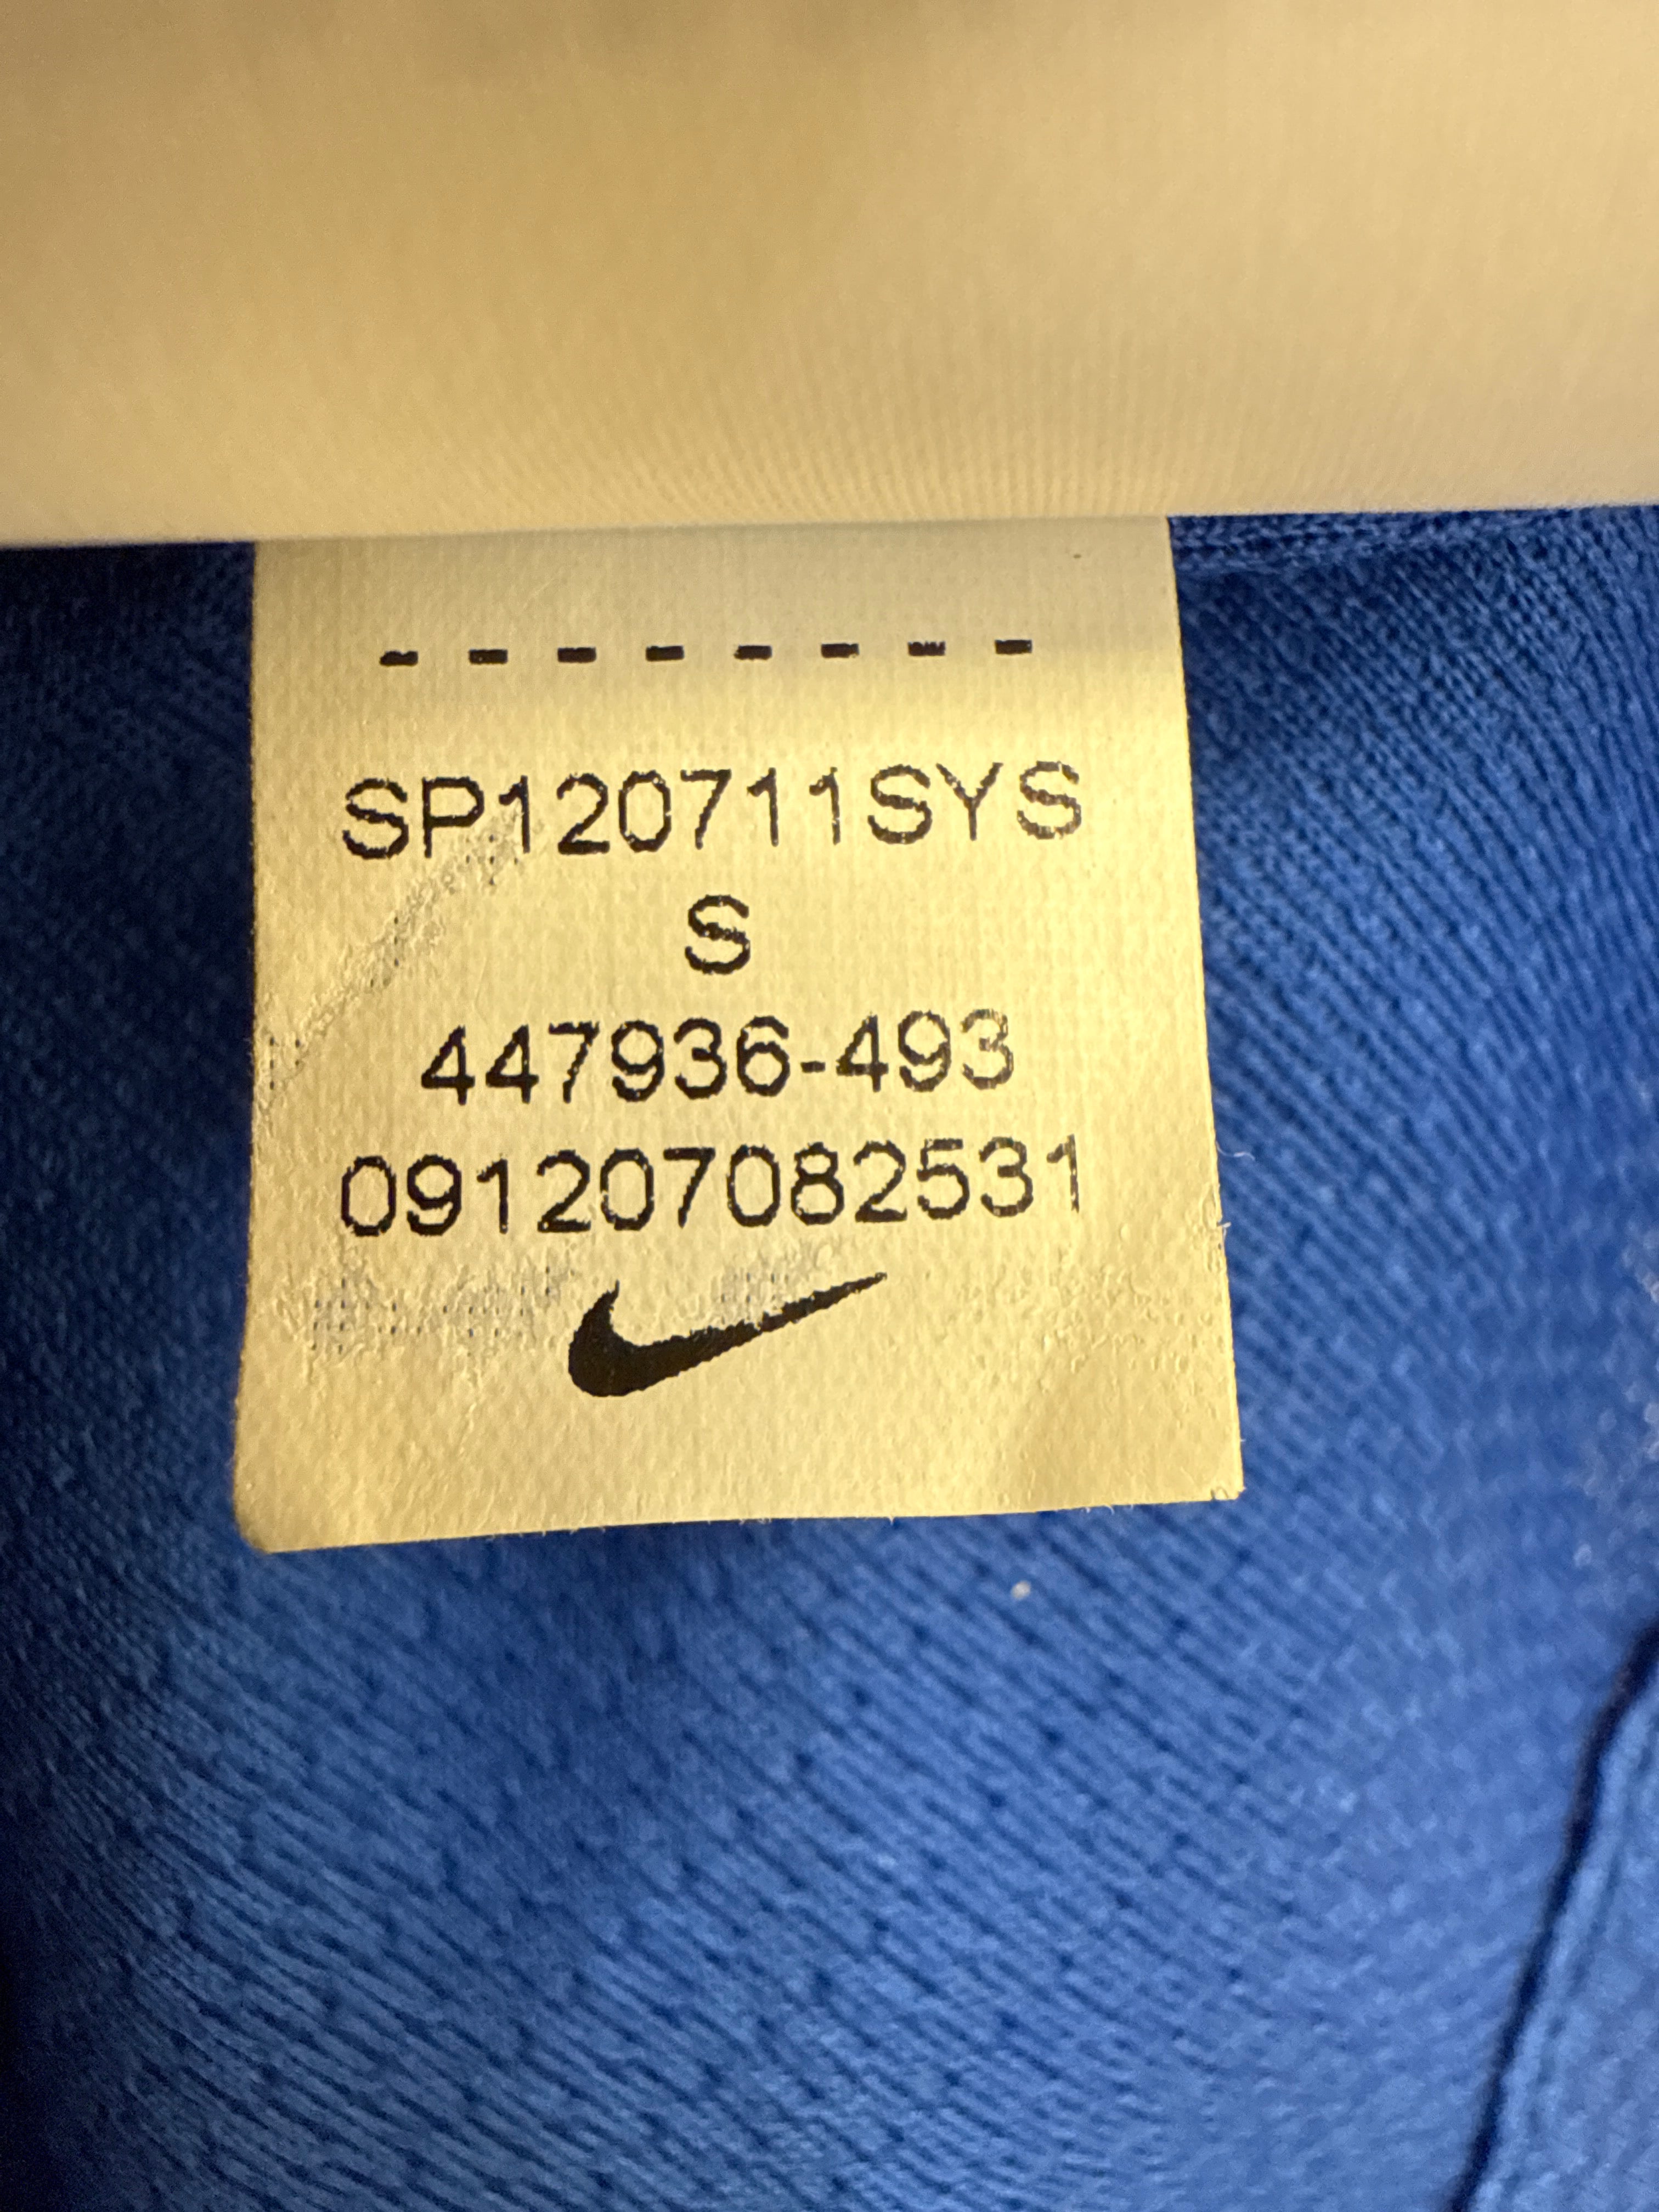 - - - - - - - -
SP120711SYS
S
447936-493
091207082531